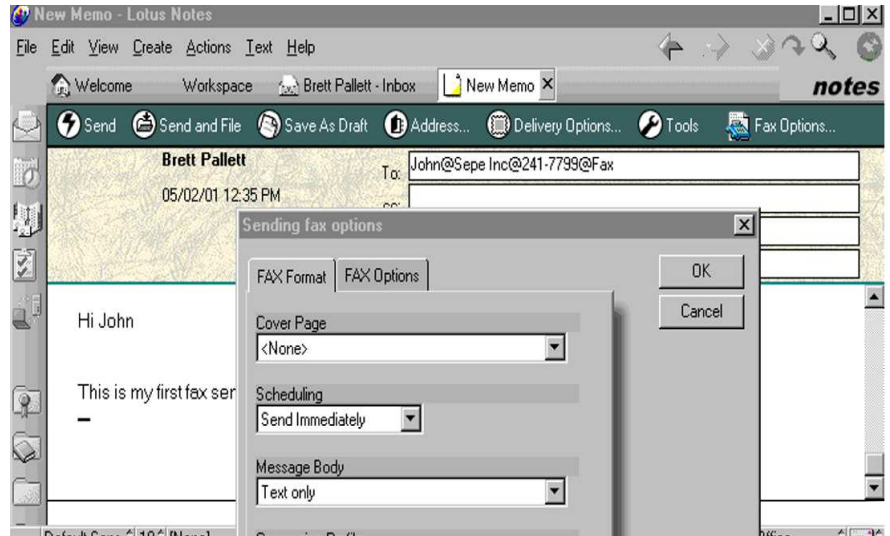 New Memo - Lotus Notes
File Edit View Create Actions Text Help
Welcome Workspace Brett Pallett - Inbox New Memo notes
Send Send and File Save As Draft Address... Delivery Options... Tools Fax Options...
Brett Pallett
To: John@Sepe Inc@241-7799@Fax
05/02/01 12:35 PM
cc:
Sending fax options
FAX Format FAX Options
OK
Cancel
Hi John
Cover Page
<None>
This is my first fax ser
Scheduling
Send Immediately
Message Body
Text only